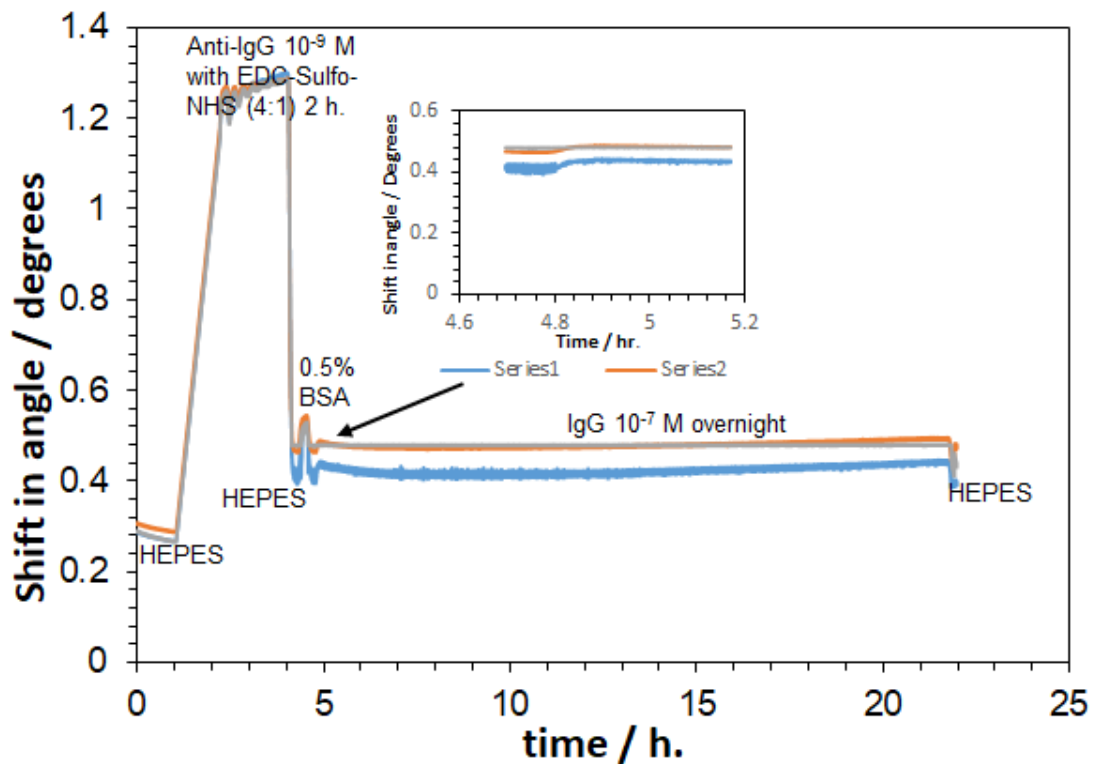 Shift in angle / degrees
1.4
1.2
1
0.8
0.6
0.4
0.2
0
Anti-IgG 10⁻⁹ M
with EDC-Sulfo-
NHS (4:1) 2 h.
Shift in angle / Degrees
0.6
0.4
0.2
0
4.6 4.8 5 5.2
Time / hr.
Series1 Series2
0.5%
BSA
IgG 10⁻⁷ M overnight
HEPES
HEPES
HEPES
0 5 10 15 20 25
time / h.